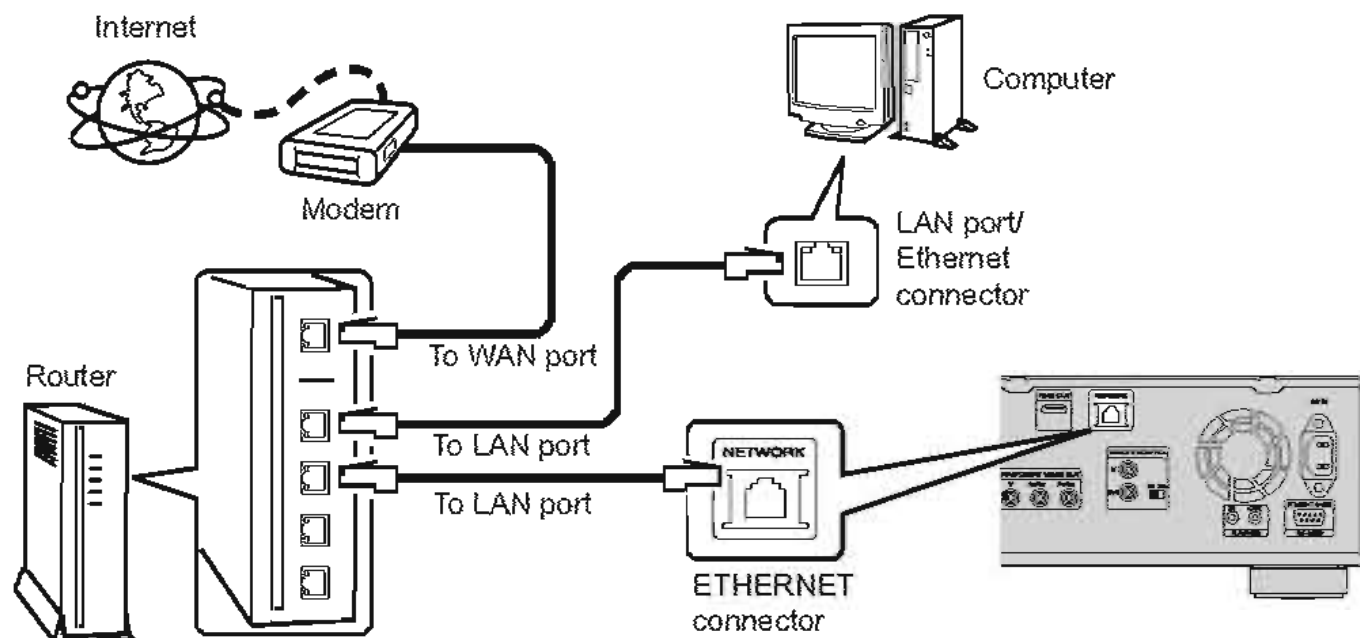 Internet
Computer
Modem
LAN port/
Ethernet
connector
To WAN port
Router
To LAN port
NETWORK
To LAN port
ETHERNET
connector